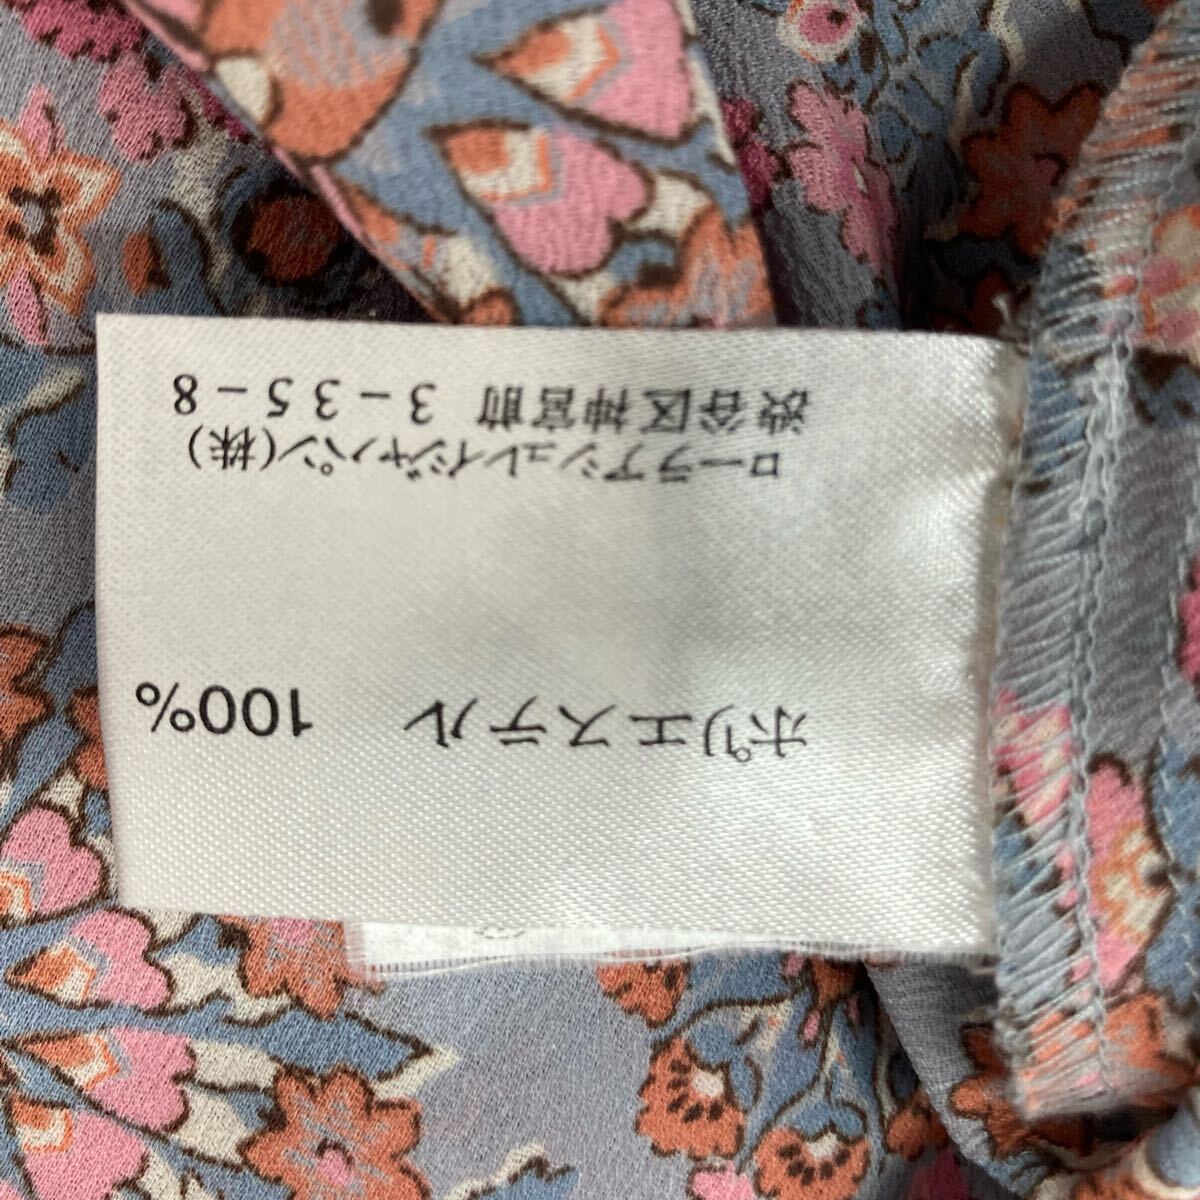 ポリエステル 100%
ローラアシュレイジャパン(株)
渋谷区神宮前 3-35-8